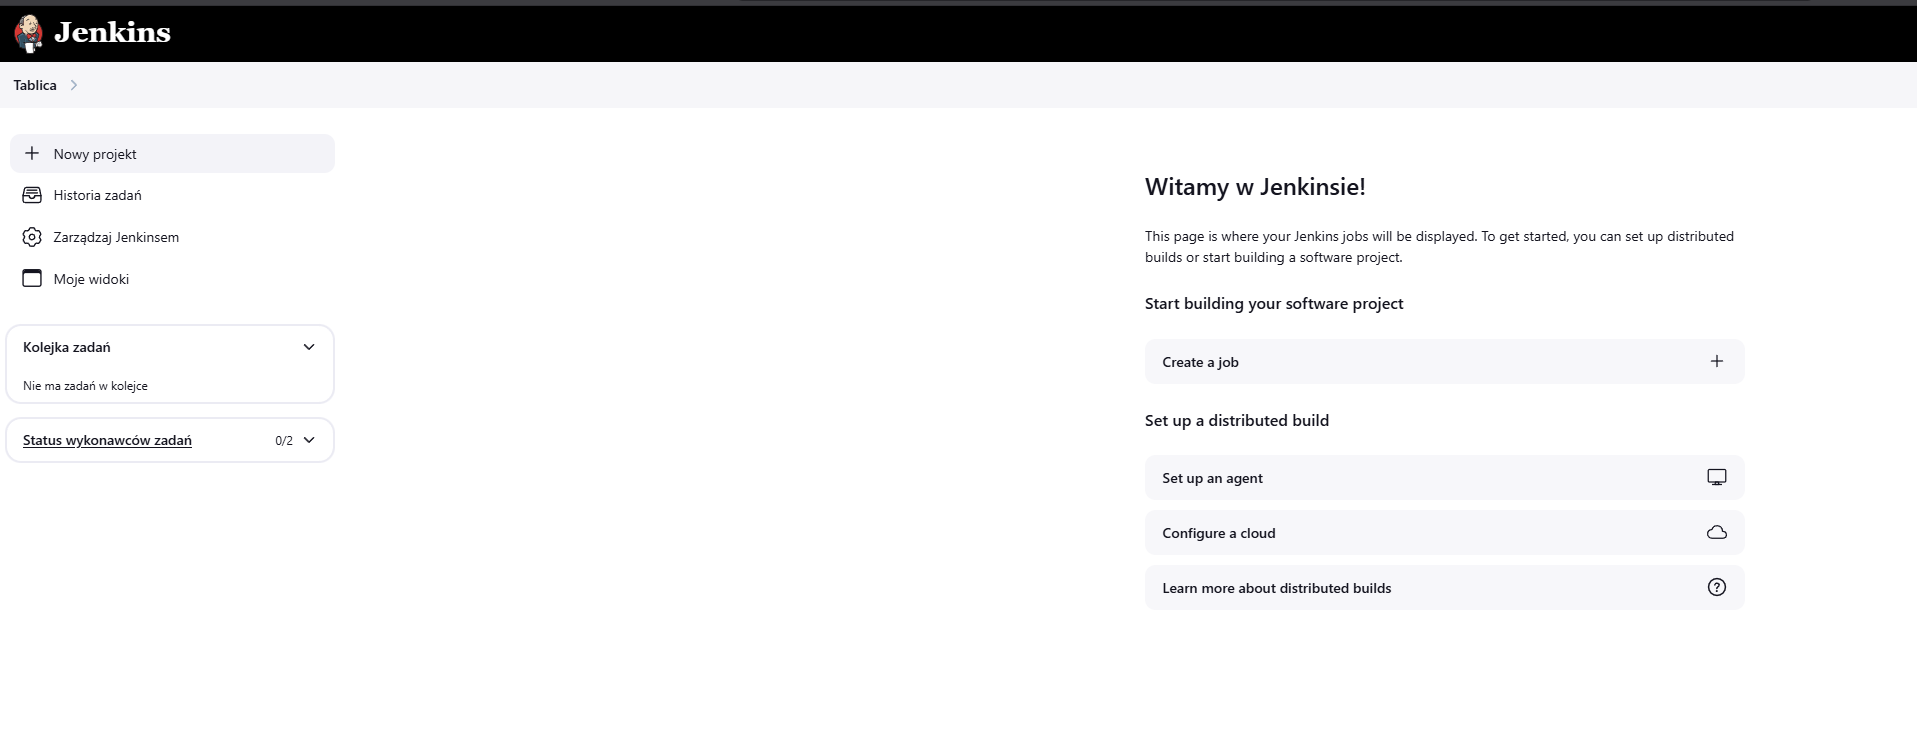 Jenkins
Tablica
Nowy projekt
Historia zadań
Zarządzaj Jenkinsem
Moje widoki
Kolejka zadań
Nie ma zadań w kolejce
Status wykonawców zadań 0/2
Witamy w Jenkinsie!
This page is where your Jenkins jobs will be displayed. To get started, you can set up distributed
builds or start building a software project.
Start building your software project
Create a job
Set up a distributed build
Set up an agent
Configure a cloud
Learn more about distributed builds